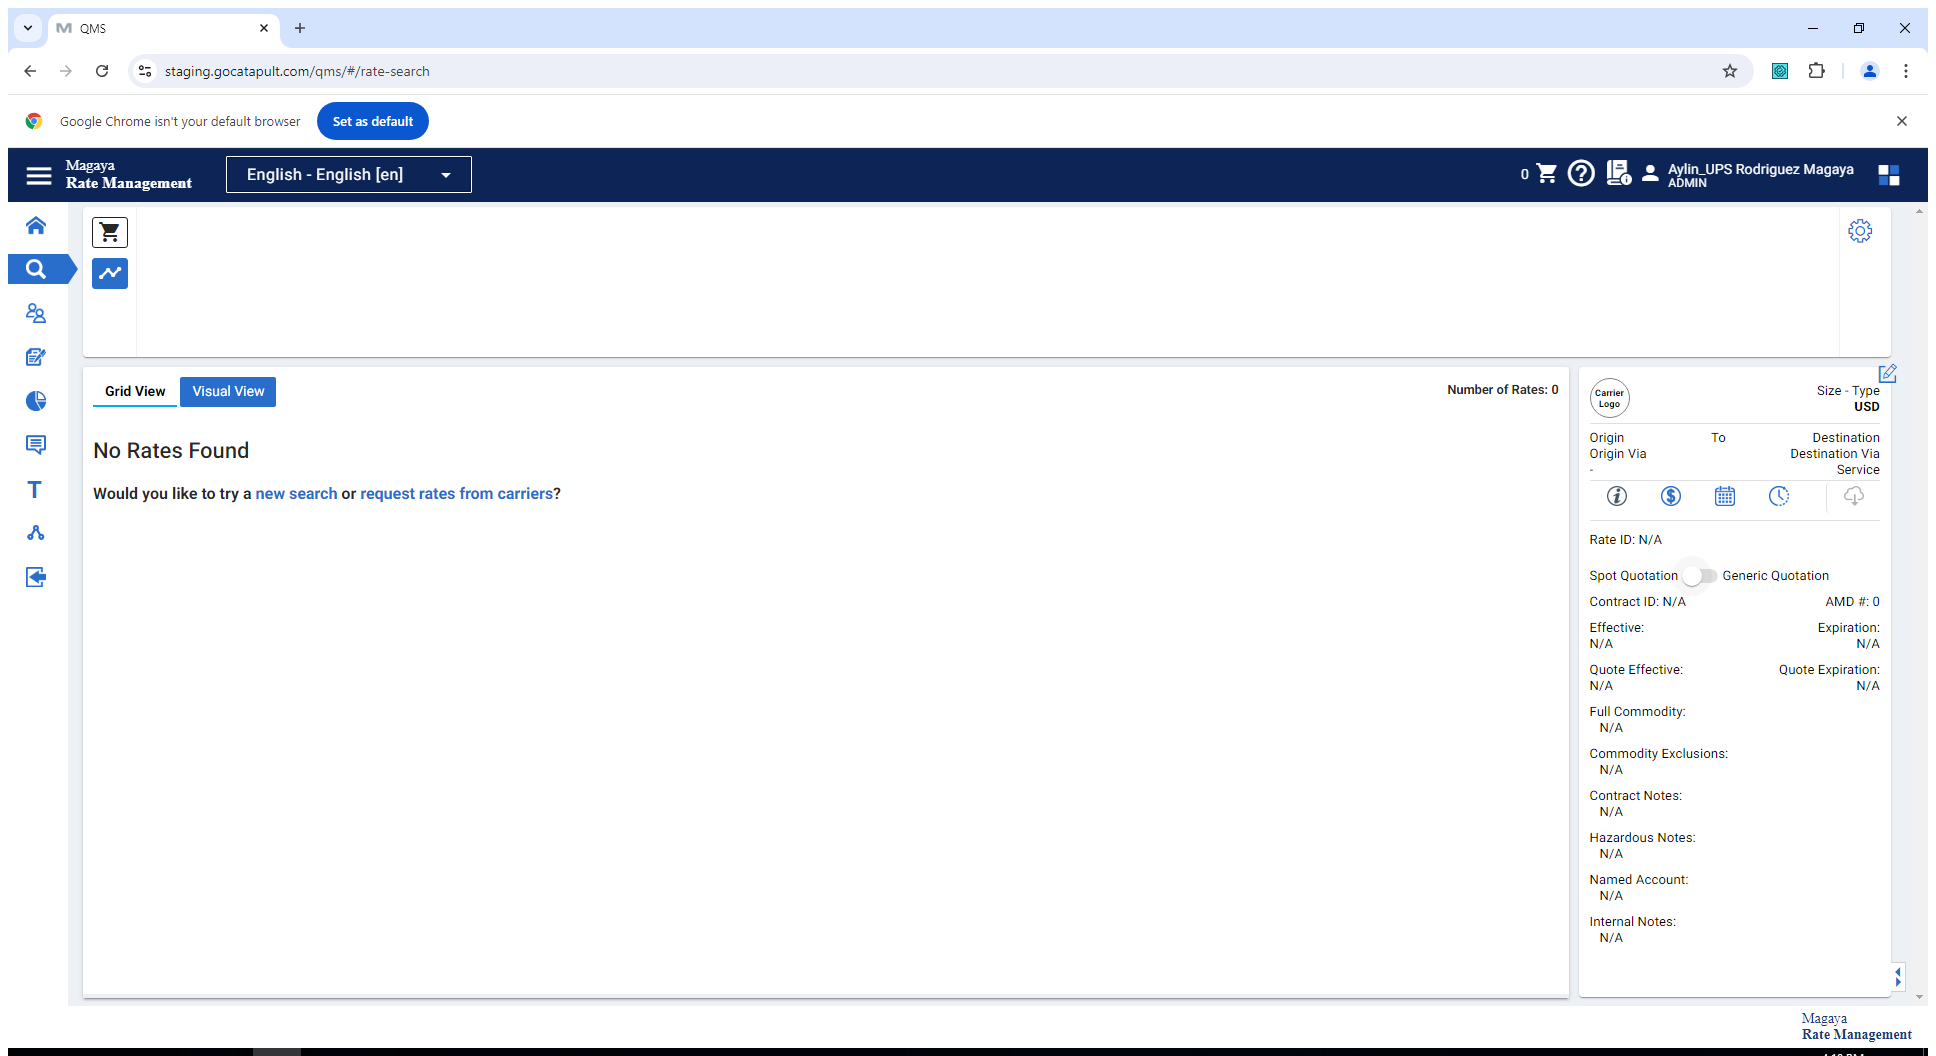 QMS
staging.gocatapult.com/qms/#/rate-search
Google Chrome isn't your default browser
Set as default
Magaya
Rate Management
English - English [en]
0
Aylin_UPS Rodriguez Magaya
ADMIN
Grid View
Visual View
Number of Rates: 0
No Rates Found
Would you like to try a new search or request rates from carriers?
Carrier
Logo
Size - Type
USD
Origin To Destination
Origin Via Destination Via
- Service
Rate ID: N/A
Spot Quotation Generic Quotation
Contract ID: N/A AMD #: 0
Effective: Expiration:
N/A N/A
Quote Effective: Quote Expiration:
N/A N/A
Full Commodity:
N/A
Commodity Exclusions:
N/A
Contract Notes:
N/A
Hazardous Notes:
N/A
Named Account:
N/A
Internal Notes:
N/A
Magaya
Rate Management